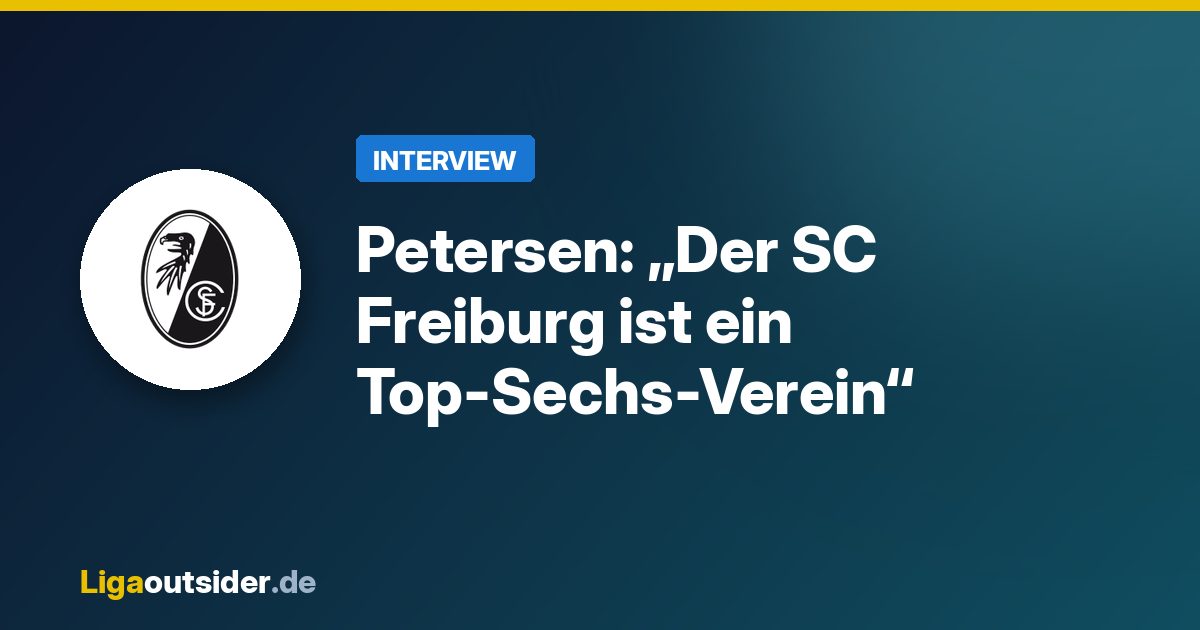 INTERVIEW
Petersen: „Der SC
Freiburg ist ein
Top-Sechs-Verein“
Ligaoutsider.de